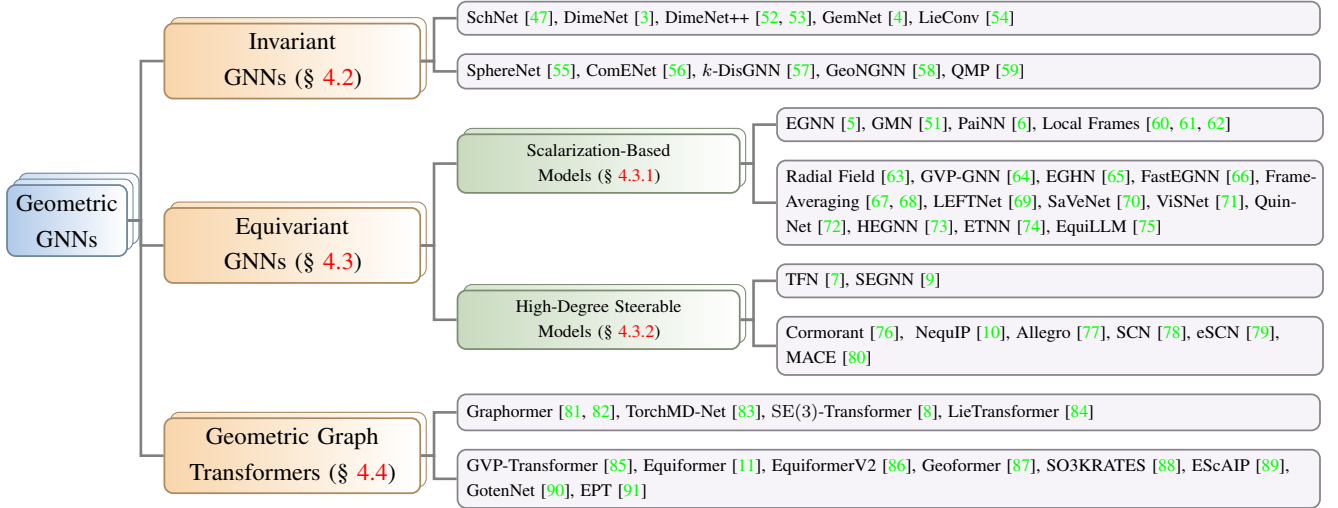 Geometric
GNNs
Invariant
GNNs (§ 4.2)
SchNet [47], DimeNet [3], DimeNet++ [52, 53], GemNet [4], LieConv [54]
SphereNet [55], ComENet [56], k-DisGNN [57], GeoNGNN [58], QMP [59]
Equivariant
GNNs (§ 4.3)
Scalarization-Based
Models (§ 4.3.1)
EGNN [5], GMN [51], PaiNN [6], Local Frames [60, 61, 62]
Radial Field [63], GVP-GNN [64], EGHN [65], FastEGNN [66], Frame-
Averaging [67, 68], LEFTNet [69], SaVeNet [70], ViSNet [71], Quin-
Net [72], HEGNN [73], ETNN [74], EquiLLM [75]
High-Degree Steerable
Models (§ 4.3.2)
TFN [7], SEGNN [9]
Cormorant [76], NequIP [10], Allegro [77], SCN [78], eSCN [79],
MACE [80]
Geometric Graph
Transformers (§ 4.4)
Graphormer [81, 82], TorchMD-Net [83], SE(3)-Transformer [8], LieTransformer [84]
GVP-Transformer [85], Equiformer [11], EquiformerV2 [86], Geoformer [87], SO3KRATES [88], EScAIP [89],
GotenNet [90], EPT [91]